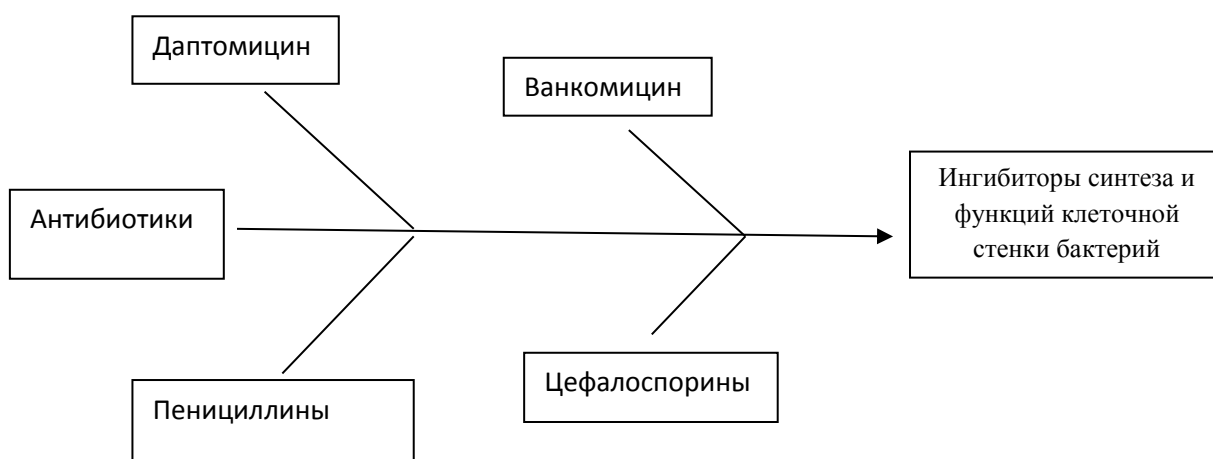 Даптомицин
Ванкомицин
Антибиотики
Ингибиторы синтеза и
функций клеточной
стенки бактерий
Пенициллины
Цефалоспорины